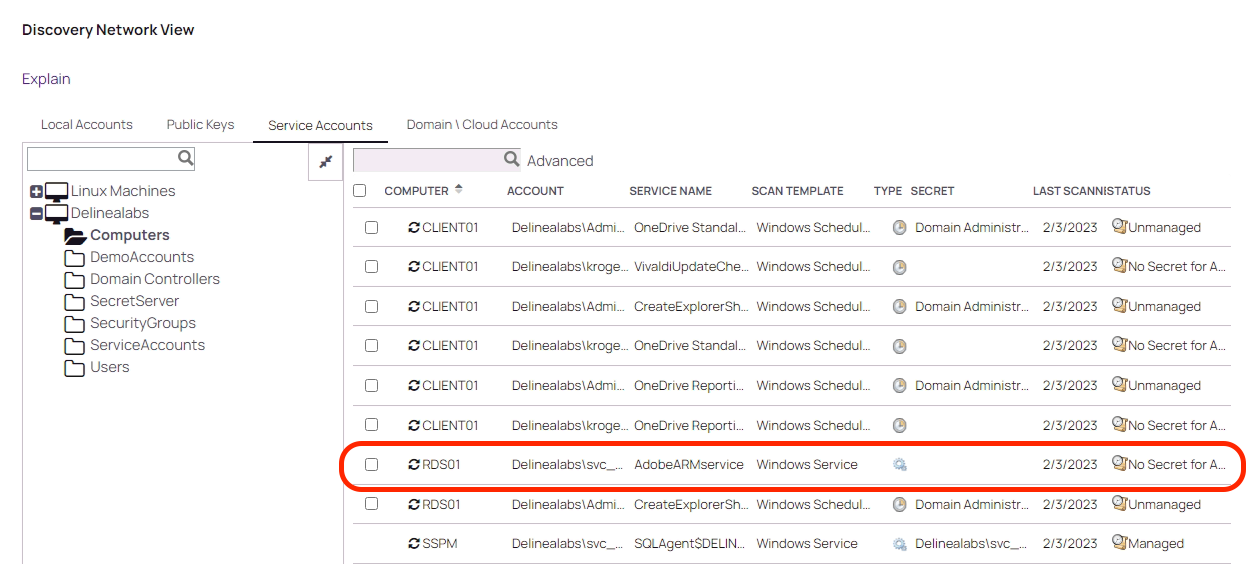 Discovery Network View
Explain
Local Accounts Public Keys Service Accounts Domain \ Cloud Accounts
Advanced
Linux Machines
Delinealabs
Computers
DemoAccounts
Domain Controllers
SecretServer
SecurityGroups
ServiceAccounts
Users
COMPUTER ACCOUNT SERVICE NAME SCAN TEMPLATE TYPE SECRET LAST SCANNISTATUS
CLIENT01 Delinealabs\Admi... OneDrive Standal... Windows Schedul... Domain Administr... 2/3/2023 Unmanaged
CLIENT01 Delinealabs\kroge... VivaldiUpdateChe... Windows Schedul... 2/3/2023 No Secret for A...
CLIENT01 Delinealabs\Admi... CreateExplorerSh... Windows Schedul... Domain Administr... 2/3/2023 Unmanaged
CLIENT01 Delinealabs\kroge... OneDrive Standal... Windows Schedul... 2/3/2023 No Secret for A...
CLIENT01 Delinealabs\Admi... OneDrive Reporti... Windows Schedul... Domain Administr... 2/3/2023 Unmanaged
CLIENT01 Delinealabs\kroge... OneDrive Reporti... Windows Schedul... 2/3/2023 No Secret for A...
RDS01 Delinealabs\svc_... AdobeARMservice Windows Service 2/3/2023 No Secret for A...
RDS01 Delinealabs\Admi... CreateExplorerSh... Windows Schedul... Domain Administr... 2/3/2023 Unmanaged
SSPM Delinealabs\svc_... SQLAgent$DELIN... Windows Service Delinealabs\svc_... 2/3/2023 Managed